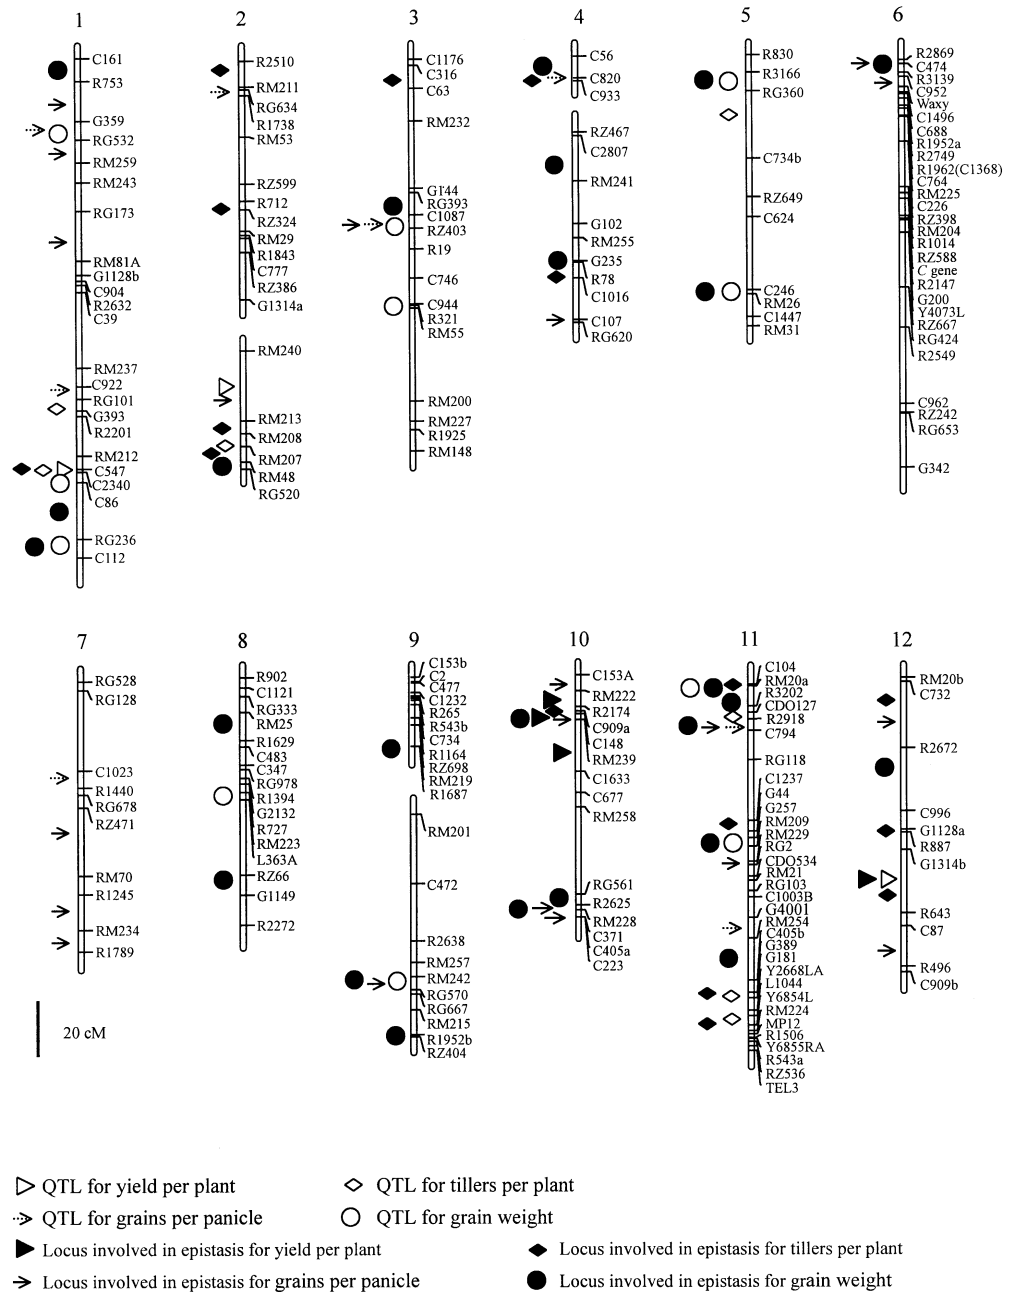 1
C161
R753
G359
RG532
RM259
RM243
RG173
RM81A
G1128b
C904
R2632
C39
RM237
C922
RG101
G393
R2201
RM212
C547
C2340
C86
RG236
C112
2
R2510
RM211
RG634
R1738
RM53
RZ599
R712
RZ324
RM29
R1843
C777
RZ386
G1314a
RM240
RM213
RM208
RM207
RM48
RG520
3
C1176
C316
C63
RM232
G144
RG393
C1087
RZ403
R19
C746
C944
R321
RM55
RM200
RM227
R1925
RM148
4
C56
C820
C933
RZ467
C2807
RM241
G102
RM255
G235
R78
C1016
C107
RG620
5
R830
R3166
RG360
C734b
RZ649
C624
C246
RM26
C1447
RM31
6
R2869
C474
R3139
C952
Waxy
C1496
C688
R1952a
R2749
R1962(C1368)
C764
RM225
C226
RZ398
RM204
R1014
RZ588
C gene
R2147
G200
Y4073L
RZ667
RG424
R2549
C962
RZ242
RG653
G342
7
RG528
RG128
C1023
R1440
RG678
RZ471
RM70
R1245
RM234
R1789
8
R902
C1121
RG333
RM25
R1629
C483
C347
RG978
R1394
G2132
R727
RM223
L363A
RZ66
G1149
R2272
9
C153b
C2
C477
C1232
R265
R543b
C734
R1164
RZ698
RM219
R1687
RM201
C472
R2638
RM257
RM242
RG570
RG667
RM215
R1952b
RZ404
10
C153A
RM222
R2174
C909a
C148
RM239
C1633
C677
RM258
RG561
R2625
RM228
C371
C405a
C223
11
C104
RM20a
R3202
CDO127
R2918
C794
RG118
C1237
G44
G257
RM209
RM229
RG2
CDO534
RM21
RG103
C1003B
G4001
RM254
C405b
G389
G181
Y2668LA
L1044
Y6854L
RM224
MP12
R1506
Y6855RA
R543a
RZ536
TEL3
12
RM20b
C732
R2672
C996
G1128a
R887
G1314b
R643
C87
R496
C909b
20 cM
QTL for yield per plant
QTL for tillers per plant
QTL for grains per panicle
QTL for grain weight
Locus involved in epistasis for yield per plant
Locus involved in epistasis for tillers per plant
Locus involved in epistasis for grains per panicle
Locus involved in epistasis for grain weight